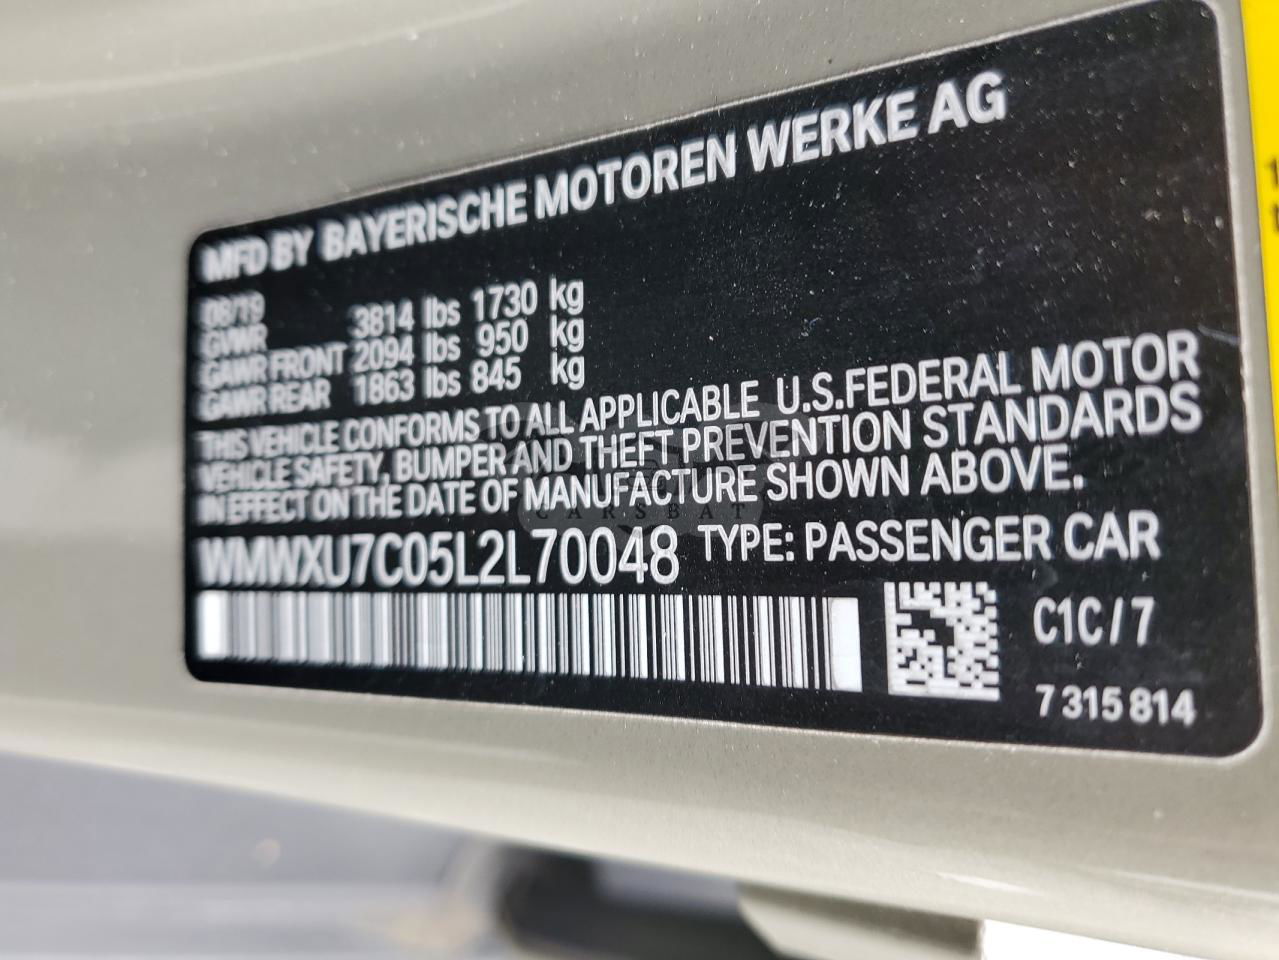 MFD BY BAYERISCHE MOTOREN WERKE AG
08/19
GVWR 3814 lbs 1730 kg
GAWR FRONT 2094 lbs 950 kg
GAWR REAR 1863 lbs 845 kg
THIS VEHICLE CONFORMS TO ALL APPLICABLE U.S.FEDERAL MOTOR
VEHICLE SAFETY, BUMPER AND THEFT PREVENTION STANDARDS
IN EFFECT ON THE DATE OF MANUFACTURE SHOWN ABOVE.
CARSBAT
WMWXU7C05L2L70048 TYPE: PASSENGER CAR
C1C/7
7 315 814